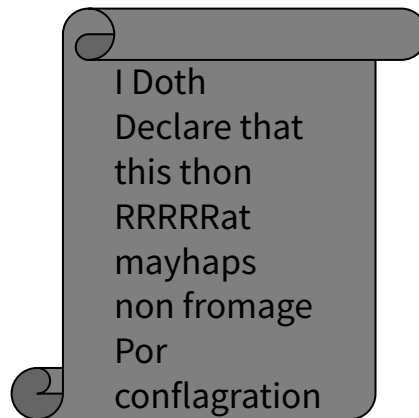 I Doth
Declare that
this thon
RRRRRat
mayhaps
non fromage
Por
conflagration